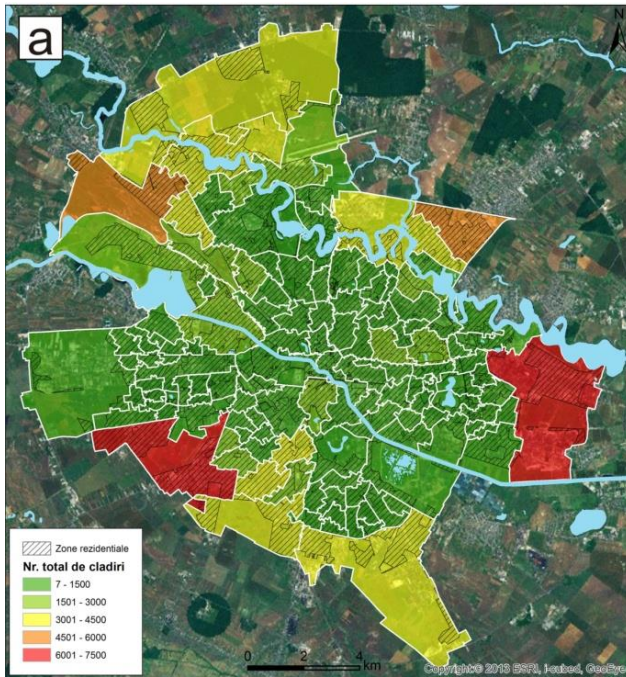 a
N
Zone rezidentiale
Nr. total de cladiri
7 - 1500
1501 - 3000
3001 - 4500
4501 - 6000
6001 - 7500
0 2 4
km
Copyright:© 2013 ESRI, i-cubed, GeoEye